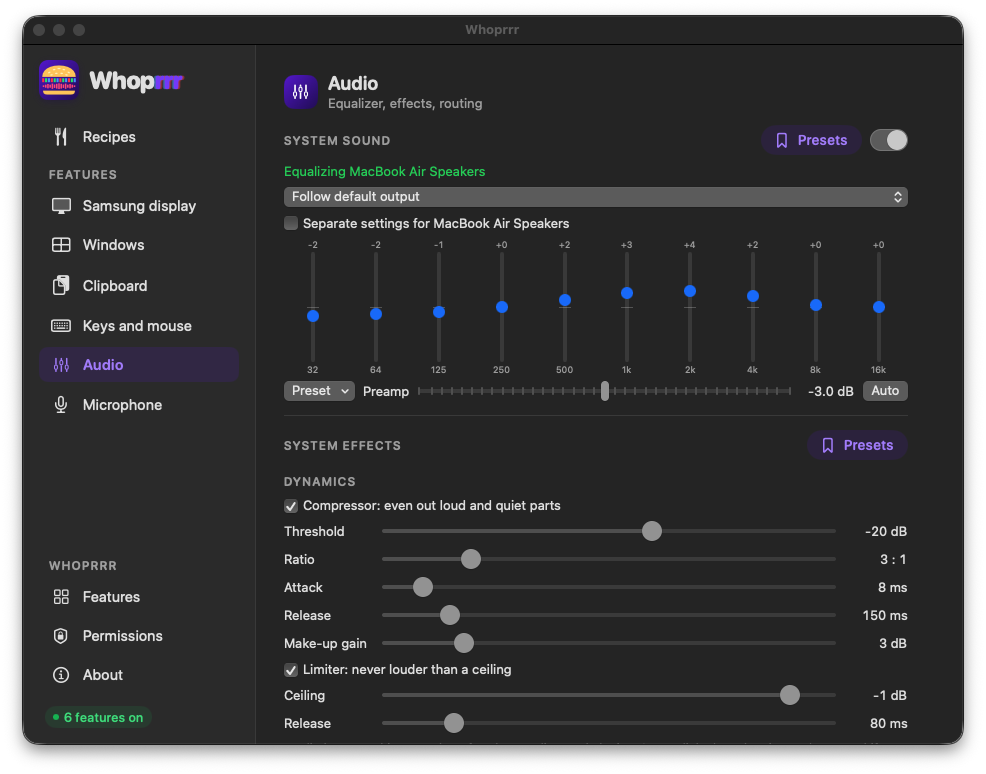 Whoprrr
Whoprrr
Recipes
FEATURES
Samsung display
Windows
Clipboard
Keys and mouse
Audio
Microphone
WHOPRRR
Features
Permissions
About
6 features on
Audio
Equalizer, effects, routing
SYSTEM SOUND
Presets
Equalizing MacBook Air Speakers
Follow default output
Separate settings for MacBook Air Speakers
-2 -2 -1 +0 +2 +3 +4 +2 +0 +0
32 64 125 250 500 1k 2k 4k 8k 16k
Preset Preamp -3.0 dB Auto
SYSTEM EFFECTS
Presets
DYNAMICS
Compressor: even out loud and quiet parts
Threshold -20 dB
Ratio 3 : 1
Attack 8 ms
Release 150 ms
Make-up gain 3 dB
Limiter: never louder than a ceiling
Ceiling -1 dB
Release 80 ms